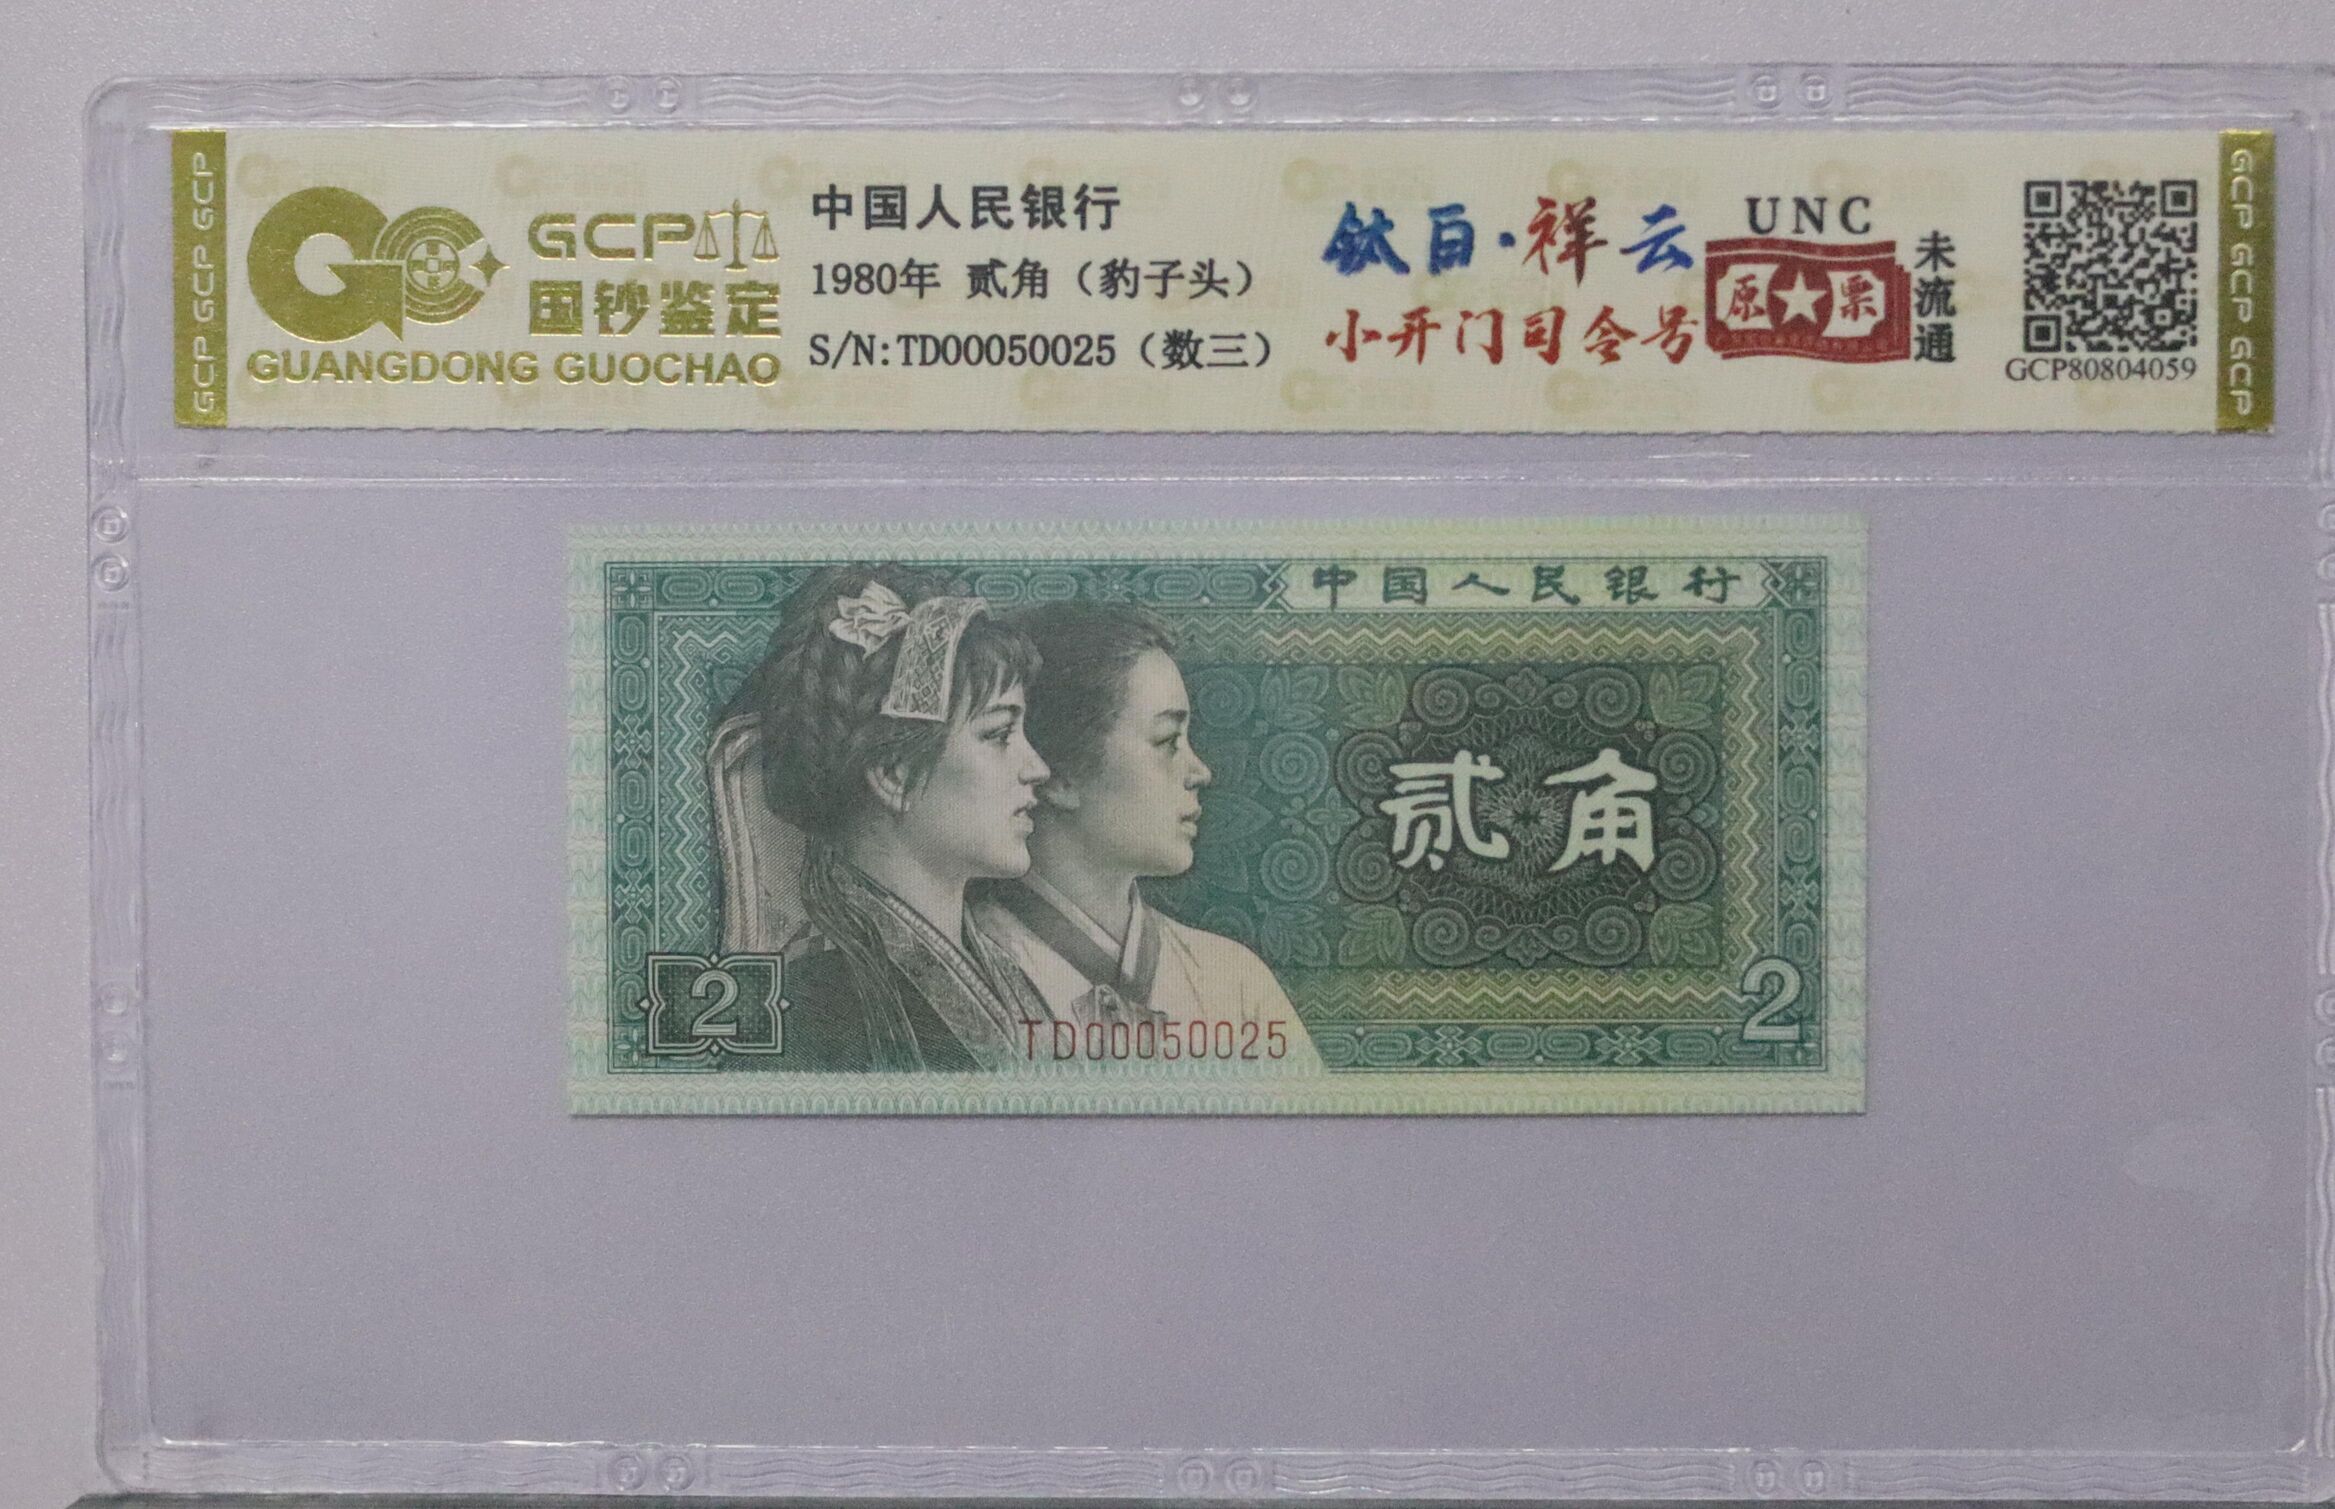 GCP GCP GCP
GCP
国钞鉴定
GUANGDONG GUOCHAO
中国人民银行
1980年 贰角（豹子头）
S/N:TD00050025（数三）
钛白·祥云
小开门司令号
UNC
原★票
未流通
GCP80804059
GCP GCP GCP
中国人民银行
贰角
2
2
TD00050025